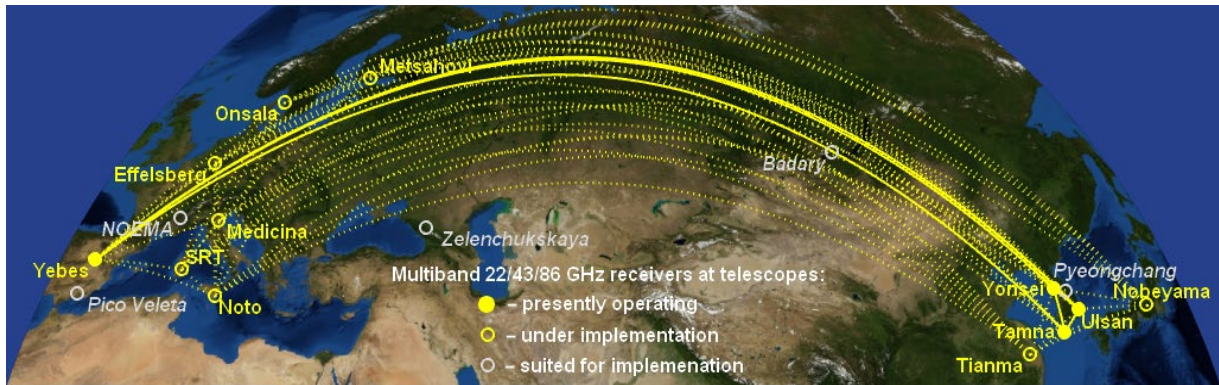 Metsahovi
Onsala
Badary
Effelsberg
NOEMA
Medicina
Zelenchukskaya
Yebes
SRT
Pico Veleta
Noto
Multiband 22/43/86 GHz receivers at telescopes:
– presently operating
– under implementation
– suited for implemenation
Pyeongchang
Yonsei
Nobeyama
Ulsan
Tamna
Tianma